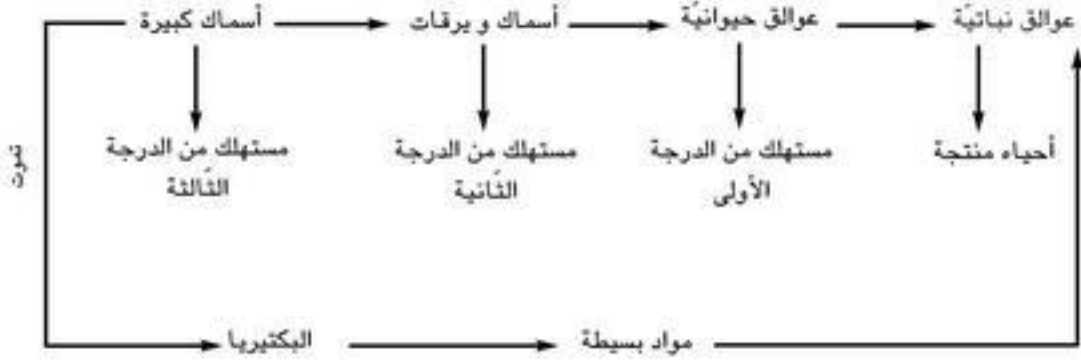 عوالق نباتيّة
عوالق حيوانيّة
أسماك و يرقات
أسماك كبيرة
أحياء منتجة
مستهلك من الدرجة
الأولى
مستهلك من الدرجة
الثّانية
مستهلك من الدرجة
الثّالثة
تموت
البكتيريا
مواد بسيطة